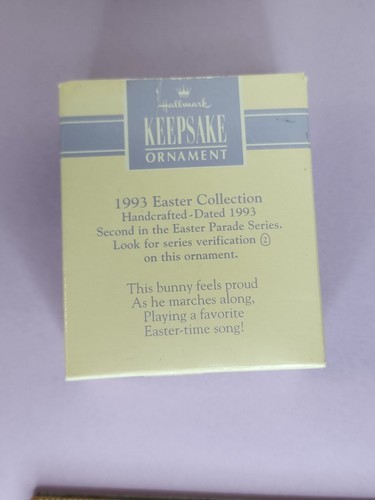 Hallmark
KEEPSAKE
ORNAMENT
1993 Easter Collection
Handcrafted-Dated 1993
Second in the Easter Parade Series.
Look for series verification ②
on this ornament.
This bunny feels proud
As he marches along,
Playing a favorite
Easter-time song!